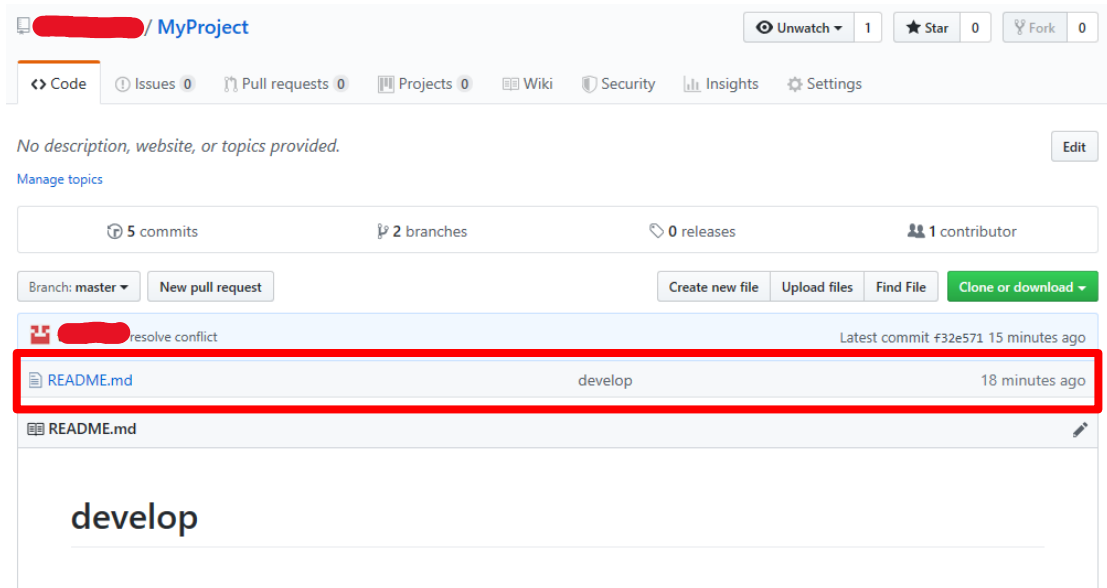 / MyProject
Unwatch 1 Star 0 Fork 0
Code Issues 0 Pull requests 0 Projects 0 Wiki Security Insights Settings
No description, website, or topics provided. Edit
Manage topics
5 commits 2 branches 0 releases 1 contributor
Branch: master New pull request Create new file Upload files Find File Clone or download
resolve conflict Latest commit f32e571 15 minutes ago
README.md develop 18 minutes ago
README.md
develop